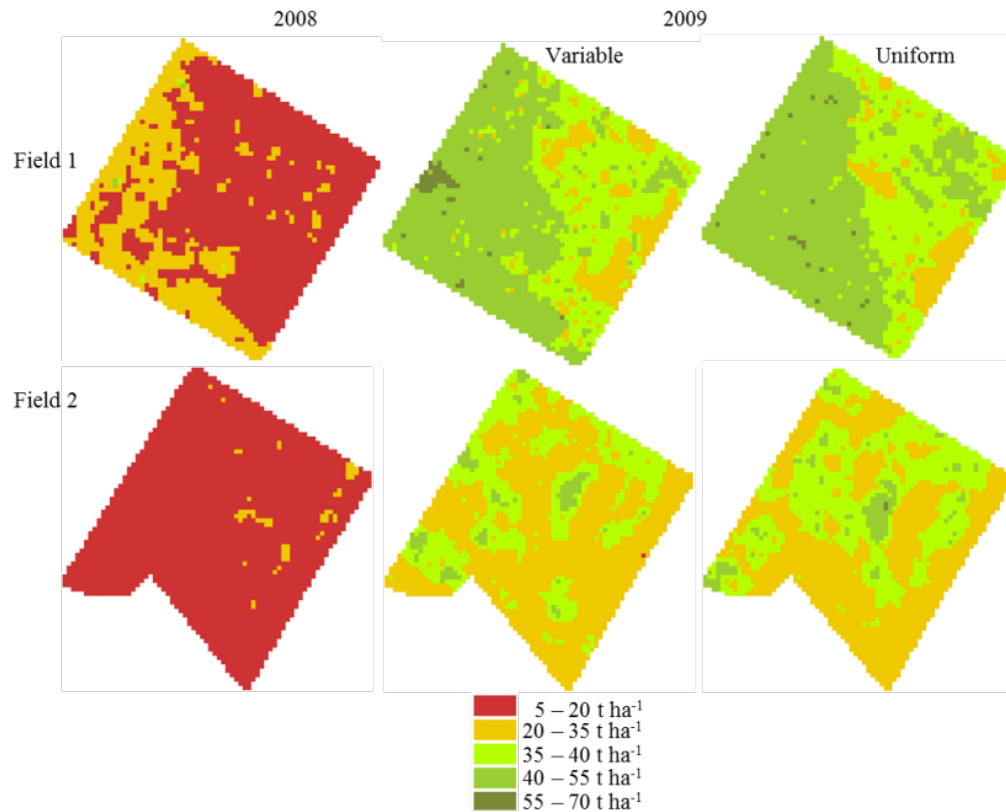 2008
2009
Variable
Uniform
Field 1
Field 2
5 – 20 t ha⁻¹
20 – 35 t ha⁻¹
35 – 40 t ha⁻¹
40 – 55 t ha⁻¹
55 – 70 t ha⁻¹